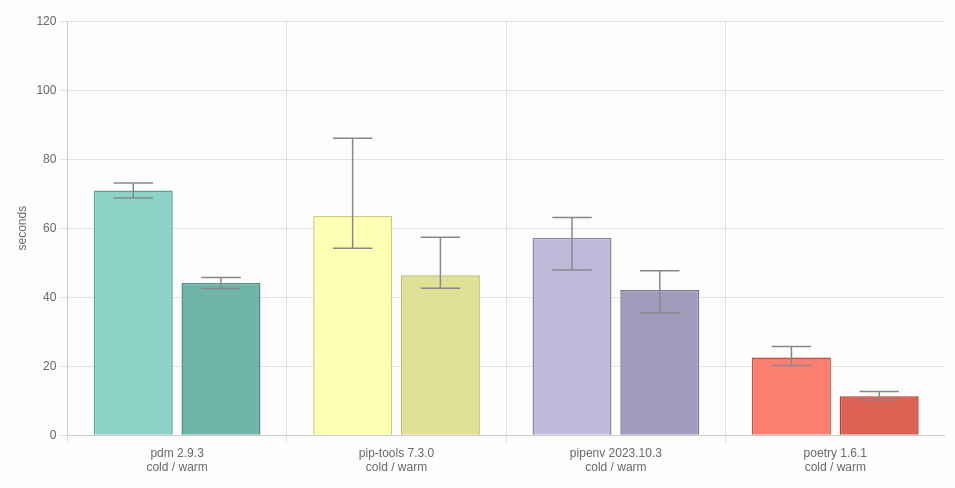 120
100
80
60
40
20
0
seconds
pdm 2.9.3
cold / warm
pip-tools 7.3.0
cold / warm
pipenv 2023.10.3
cold / warm
poetry 1.6.1
cold / warm